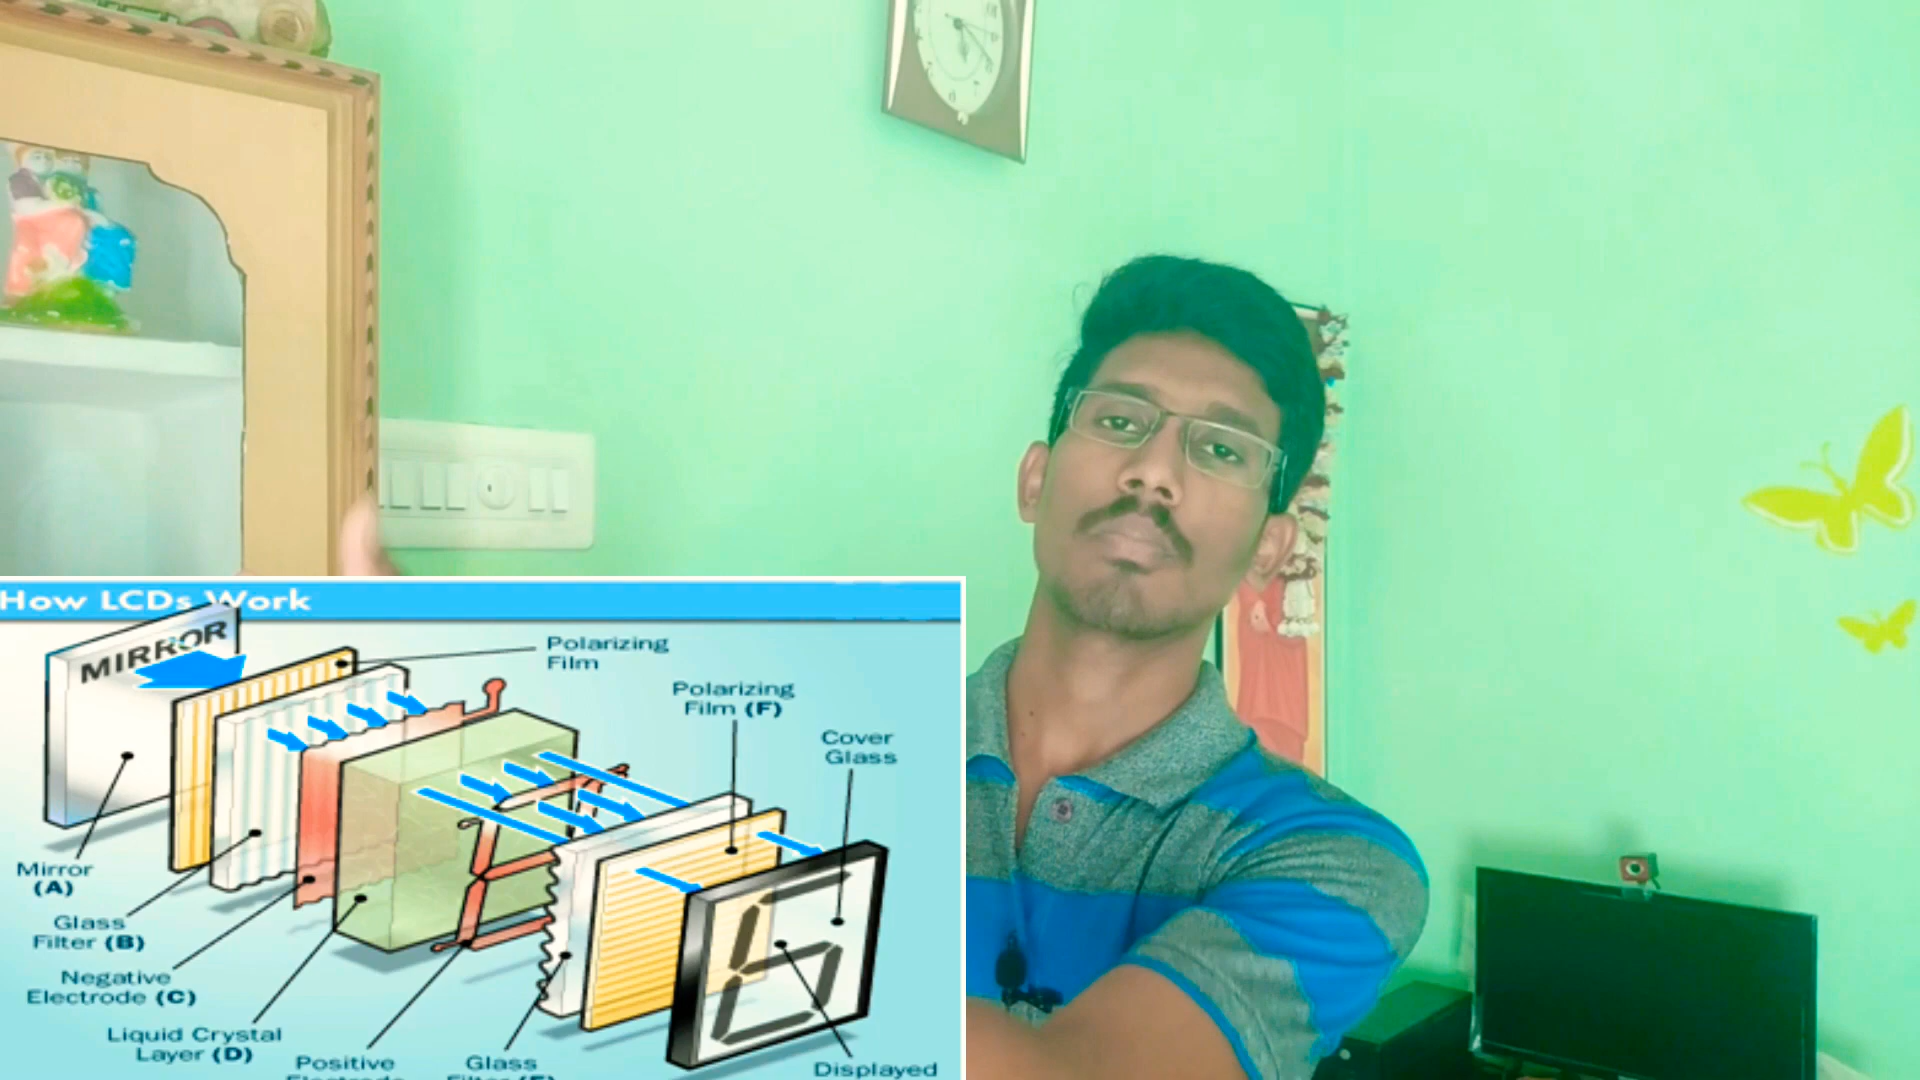 How LCDs Work
MIRROR
Polarizing
Film
Polarizing
Film (F)
Cover
Glass
Mirror
(A)
Glass
Filter (B)
Negative
Electrode (C)
Liquid Crystal
Layer (D)
Positive
Glass
Displayed